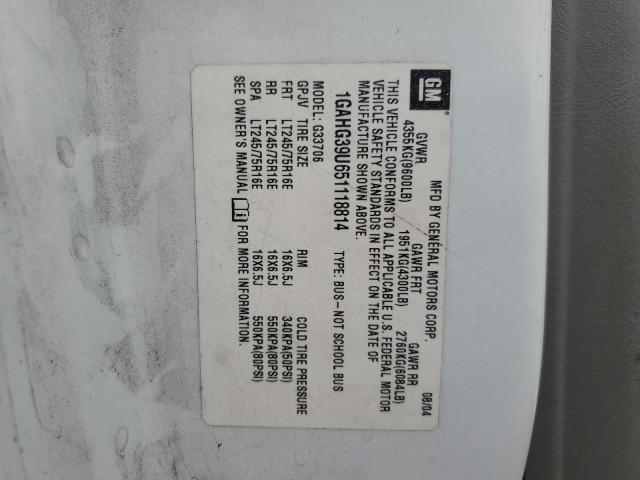 GM
MFD BY GENERAL MOTORS CORP. 08/04
GVWR GAWR FRT GAWR RR
4355KG(9600LB) 1951KG(4300LB) 2760KG(6084LB)
THIS VEHICLE CONFORMS TO ALL APPLICABLE U.S. FEDERAL MOTOR
VEHICLE SAFETY STANDARDS IN EFFECT ON THE DATE OF
MANUFACTURE SHOWN ABOVE.
1GAHG39U651118814 TYPE: BUS-NOT SCHOOL BUS
MODEL: G33706
GPJV TIRE SIZE RIM COLD TIRE PRESSURE
FRT LT245/75R16E 16X6.5J 340KPA(50PSI)
RR LT245/75R16E 16X6.5J 550KPA(80PSI)
SPA LT245/75R16E 16X6.5J 550KPA(80PSI)
SEE OWNER'S MANUAL FOR MORE INFORMATION.